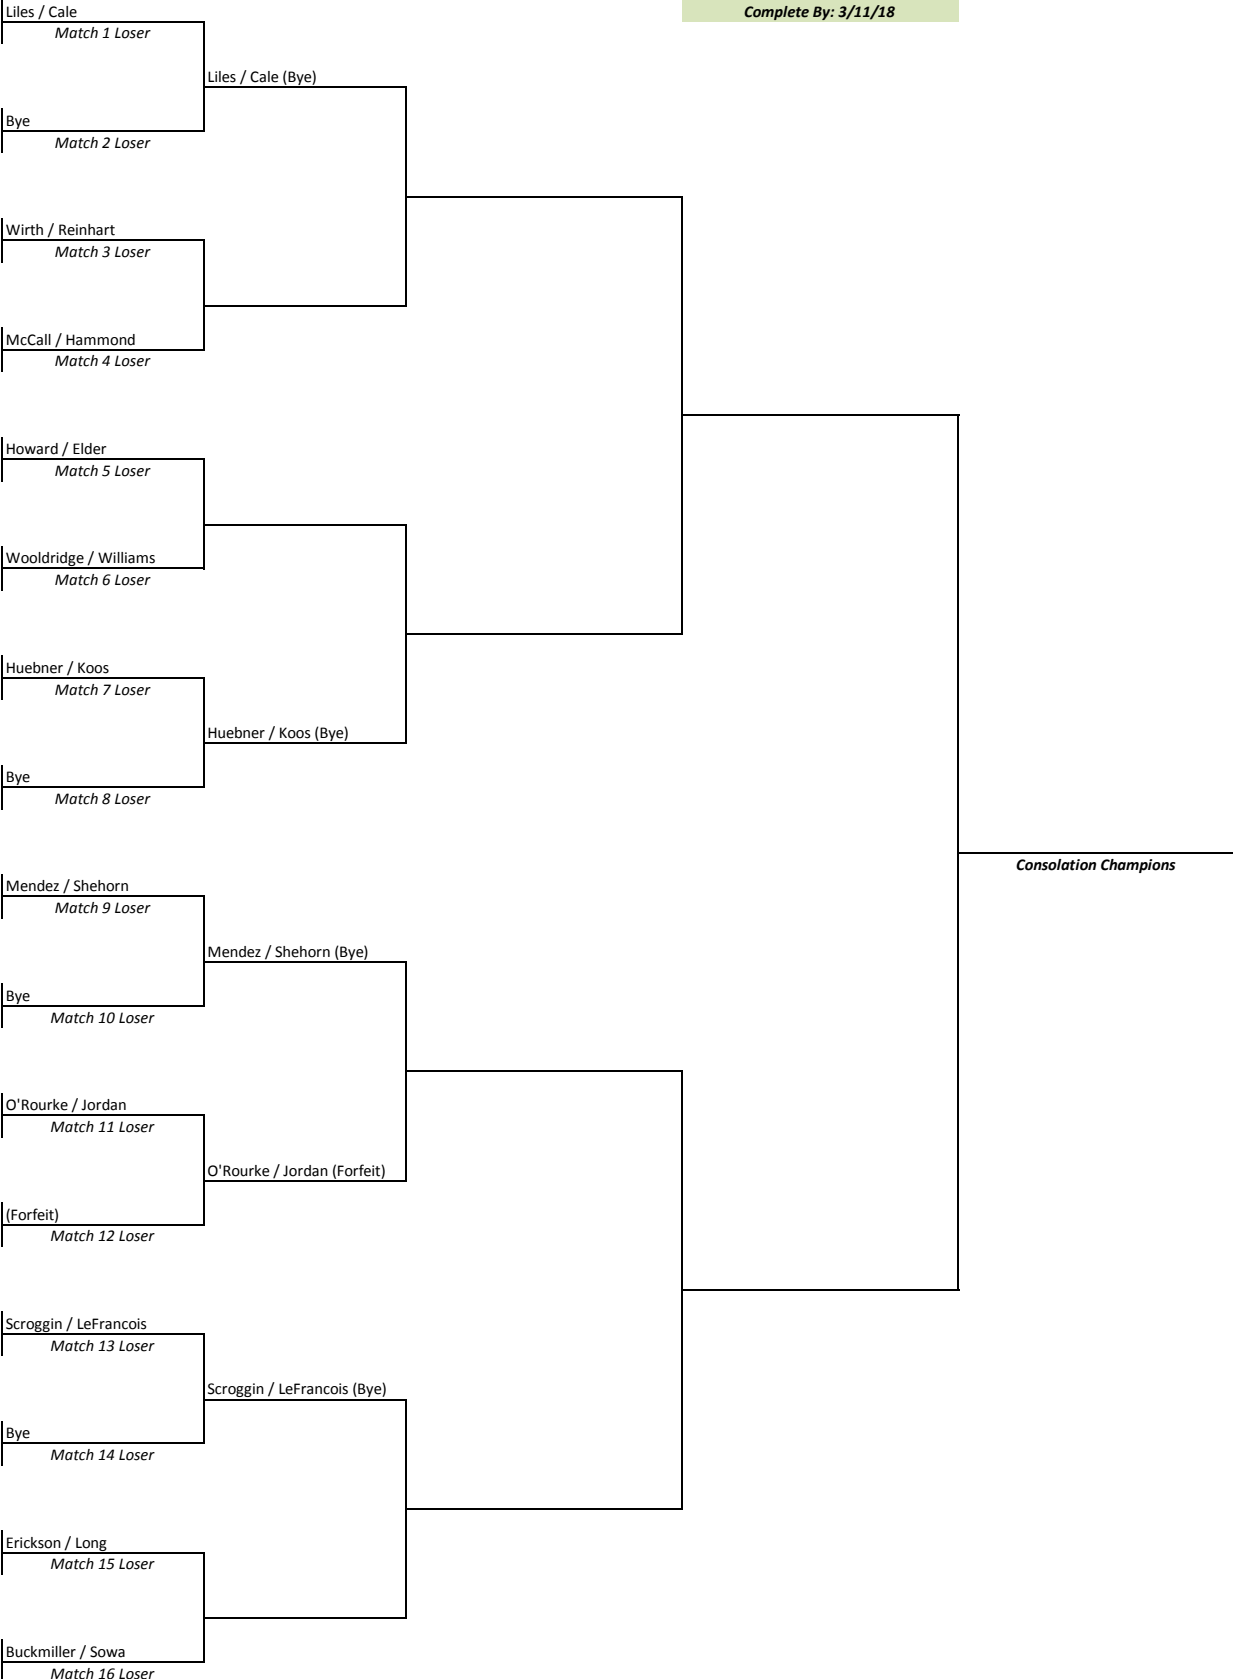 Liles / Cale
Complete By: 3/11/18
Match 1 Loser
Liles / Cale (Bye)
Bye
Match 2 Loser
Wirth / Reinhart
Match 3 Loser
McCall / Hammond
Match 4 Loser
Howard / Elder
Match 5 Loser
Wooldridge / Williams
Match 6 Loser
Huebner / Koos
Match 7 Loser
Huebner / Koos (Bye)
Bye
Match 8 Loser
Consolation Champions
Mendez / Shehorn
Match 9 Loser
Mendez / Shehorn (Bye)
Bye
Match 10 Loser
O'Rourke / Jordan
Match 11 Loser
O'Rourke / Jordan (Forfeit)
(Forfeit)
Match 12 Loser
Scroggin / LeFrancois
Match 13 Loser
Scroggin / LeFrancois (Bye)
Bye
Match 14 Loser
Erickson / Long
Match 15 Loser
Buckmiller / Sowa
Match 16 Loser